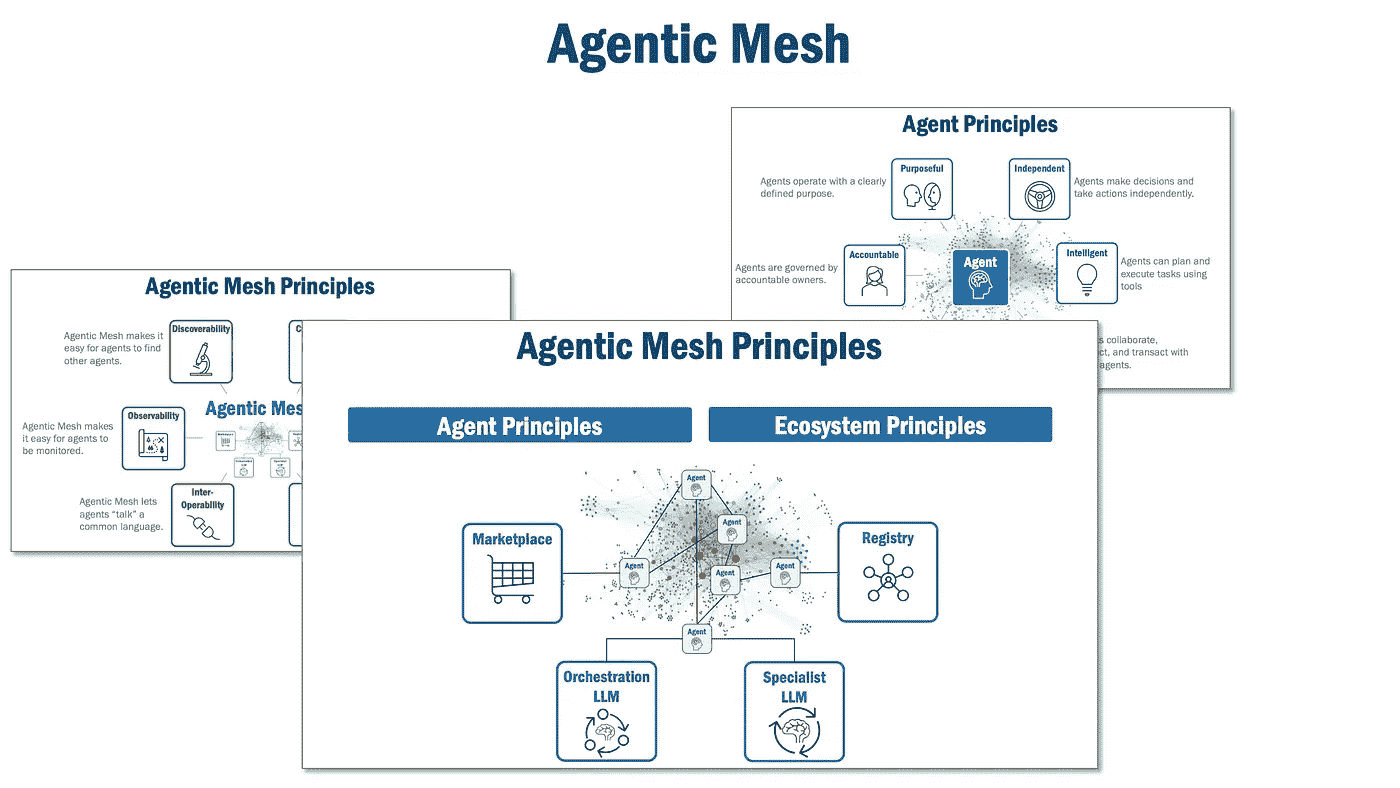 Agentic Mesh
Agent Principles
Purposeful
Agents operate with a clearly
defined purpose.
Independent
Agents make decisions and
take actions independently.
Accountable
Agents are governed by
accountable owners.
Agent
Intelligent
Agents can plan and
execute tasks using
tools
s collaborate,
ct, and transact with
agents.
Agentic Mesh Principles
Discoverability
Agentic Mesh makes it
easy for agents to find
other agents.
C
Observability
Agentic Mesh makes
it easy for agents to
be monitored.
Agentic Mes
Inter-
Operability
Agentic Mesh lets
agents “talk” a
common language.
Agentic Mesh Principles
Agent Principles
Ecosystem Principles
Agent
Agent
Marketplace
Registry
Agent
Agent
Agent
Agent
Orchestration
LLM
Specialist
LLM